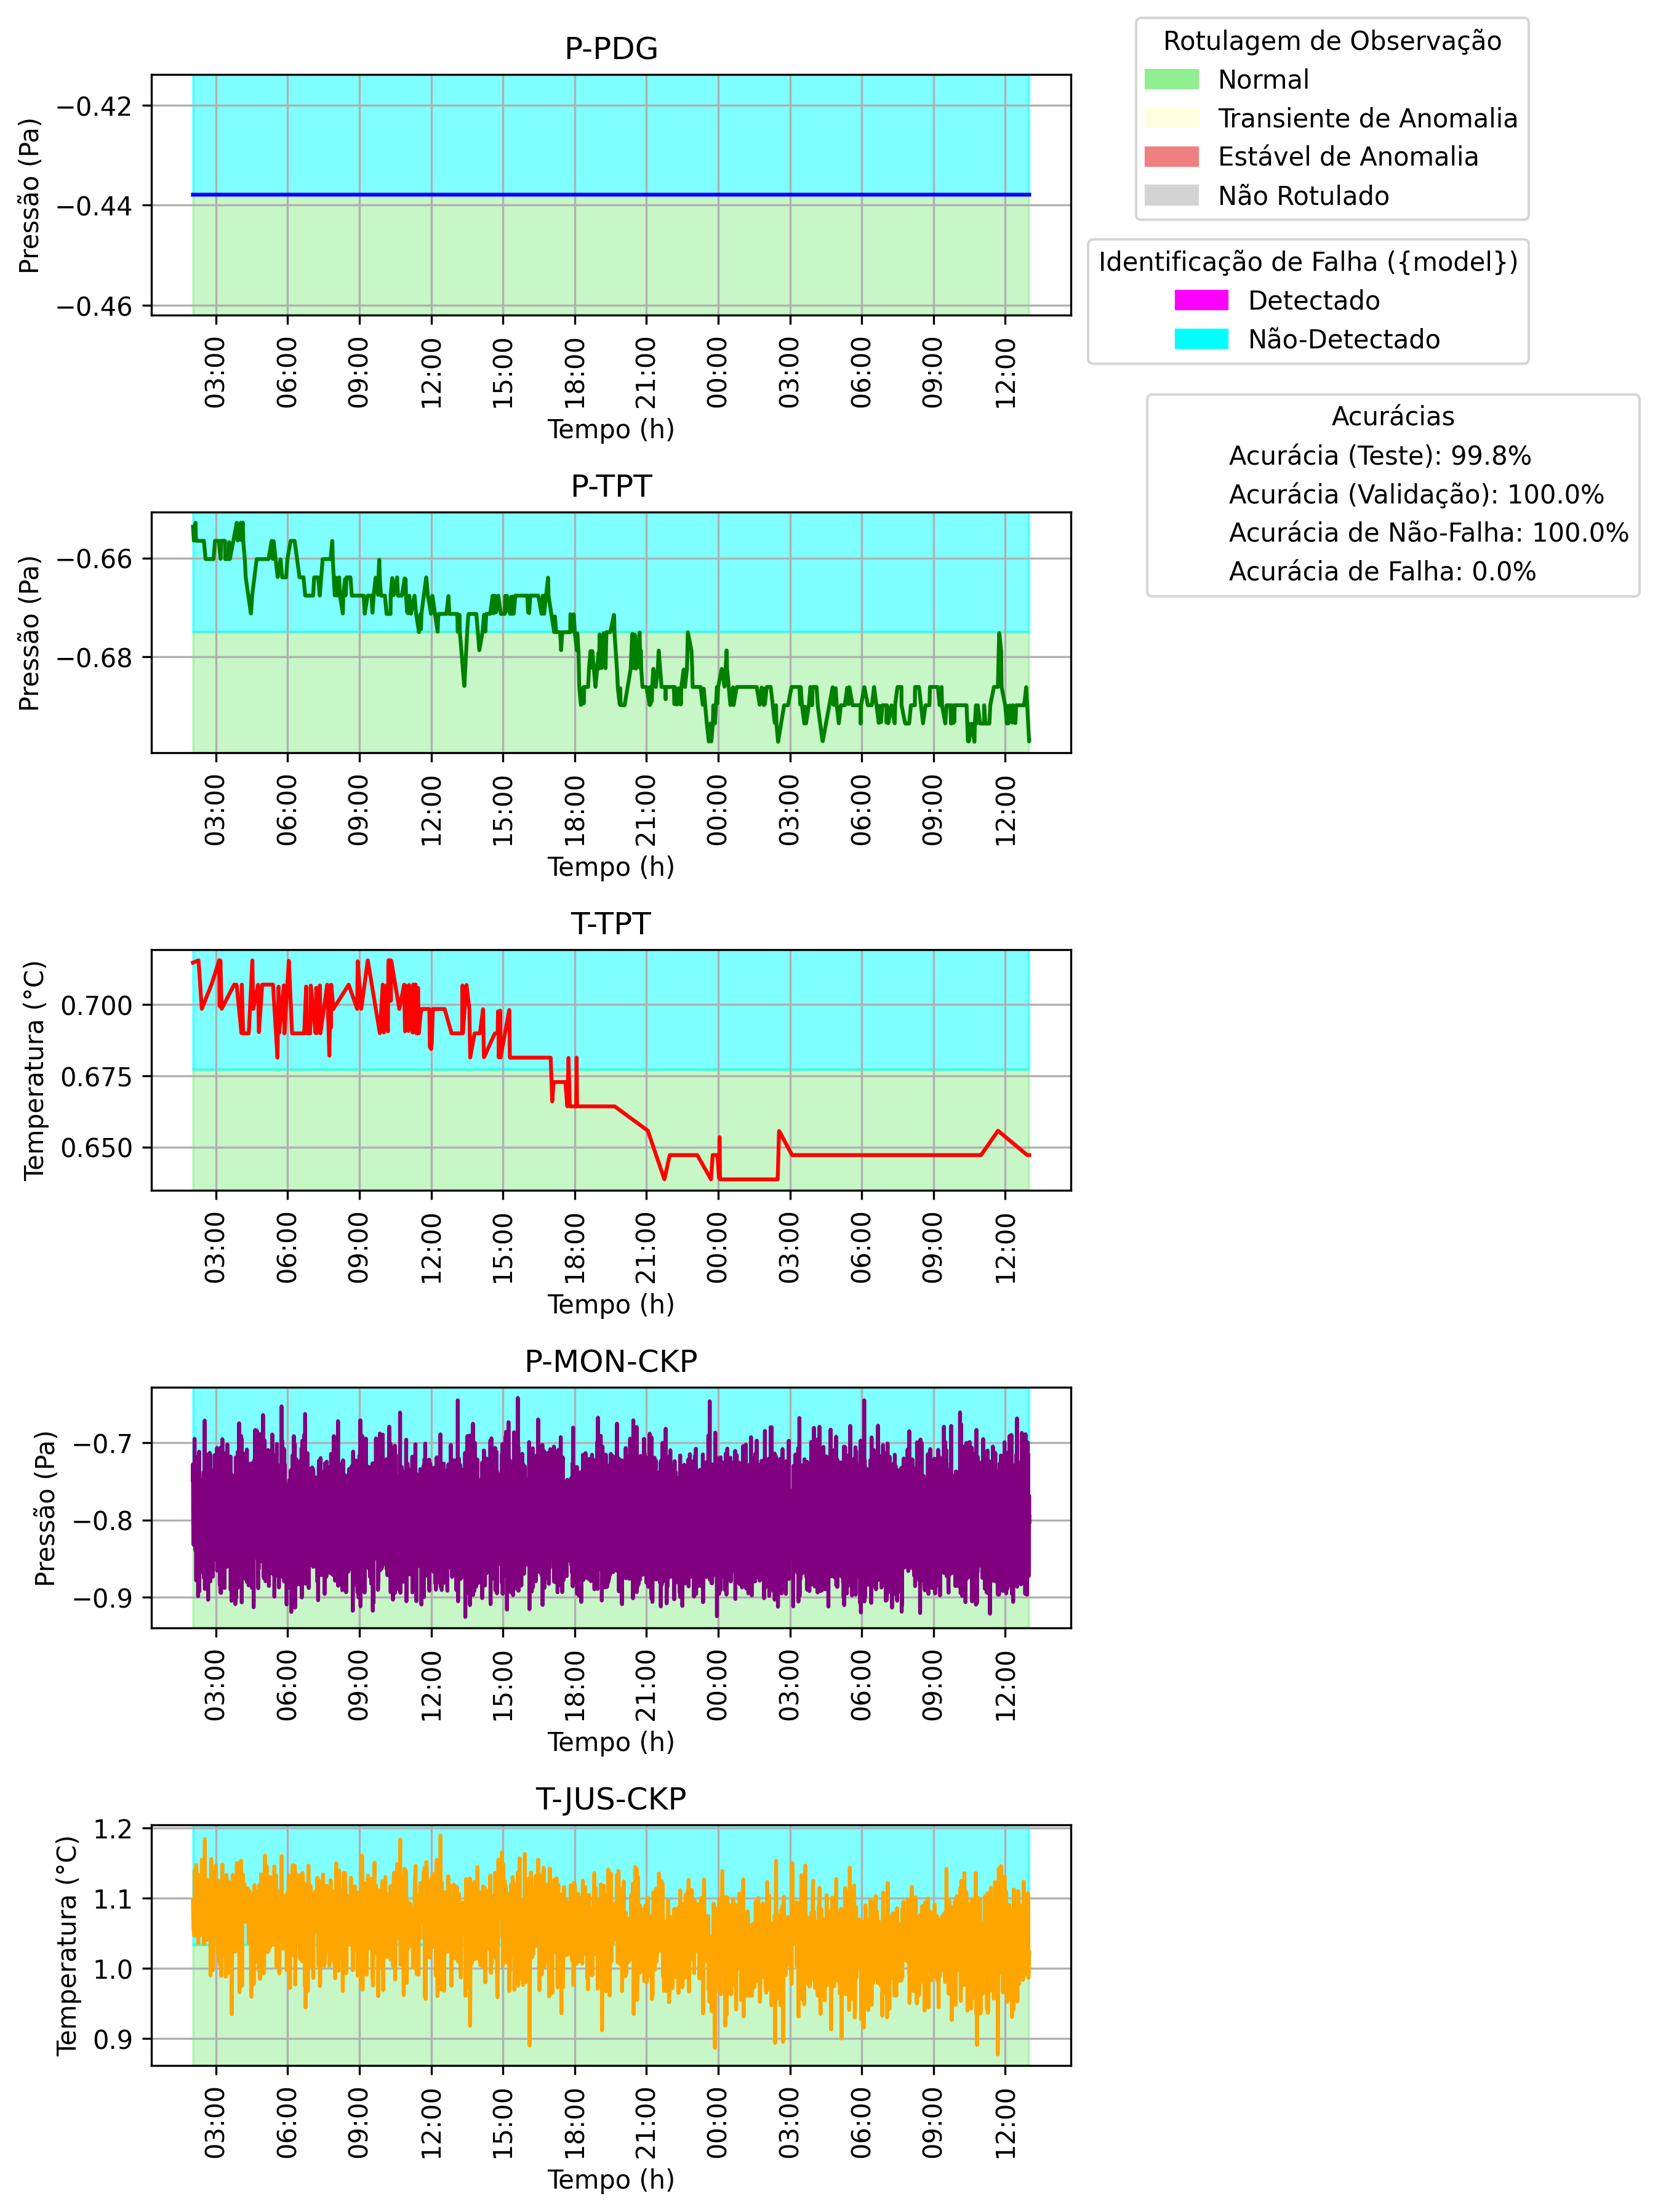 P-PDG
Pressão (Pa)
−0.42
−0.44
−0.46
03:00 06:00 09:00 12:00 15:00 18:00 21:00 00:00 03:00 06:00 09:00 12:00
Tempo (h)
Rotulagem de Observação
Normal
Transiente de Anomalia
Estável de Anomalia
Não Rotulado
Identificação de Falha ({model})
Detectado
Não-Detectado
Acurácias
Acurácia (Teste): 99.8%
Acurácia (Validação): 100.0%
Acurácia de Não-Falha: 100.0%
Acurácia de Falha: 0.0%
P-TPT
Pressão (Pa)
−0.66
−0.68
03:00 06:00 09:00 12:00 15:00 18:00 21:00 00:00 03:00 06:00 09:00 12:00
Tempo (h)
T-TPT
Temperatura (°C)
0.700
0.675
0.650
03:00 06:00 09:00 12:00 15:00 18:00 21:00 00:00 03:00 06:00 09:00 12:00
Tempo (h)
P-MON-CKP
Pressão (Pa)
−0.7
−0.8
−0.9
03:00 06:00 09:00 12:00 15:00 18:00 21:00 00:00 03:00 06:00 09:00 12:00
Tempo (h)
T-JUS-CKP
Temperatura (°C)
1.2
1.1
1.0
0.9
03:00 06:00 09:00 12:00 15:00 18:00 21:00 00:00 03:00 06:00 09:00 12:00
Tempo (h)